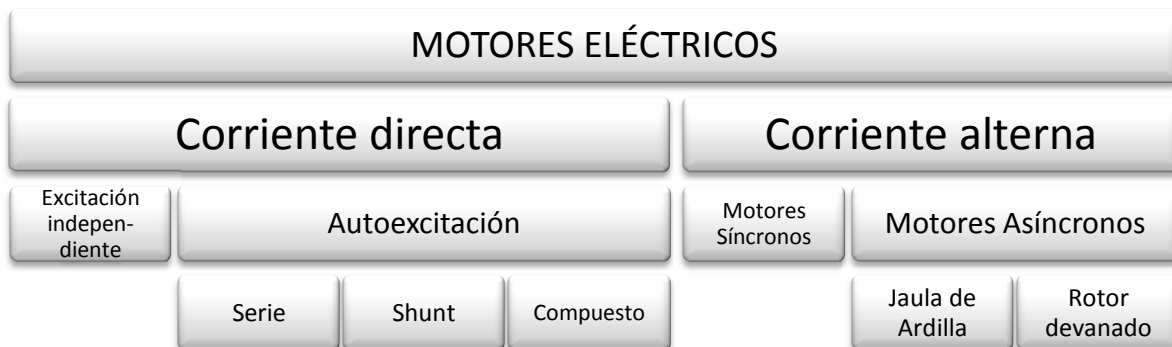 MOTORES ELÉCTRICOS
Corriente directa
Corriente alterna
Excitación
indepen-
diente
Autoexcitación
Motores
Síncronos
Motores Asíncronos
Serie
Shunt
Compuesto
Jaula de
Ardilla
Rotor
devanado